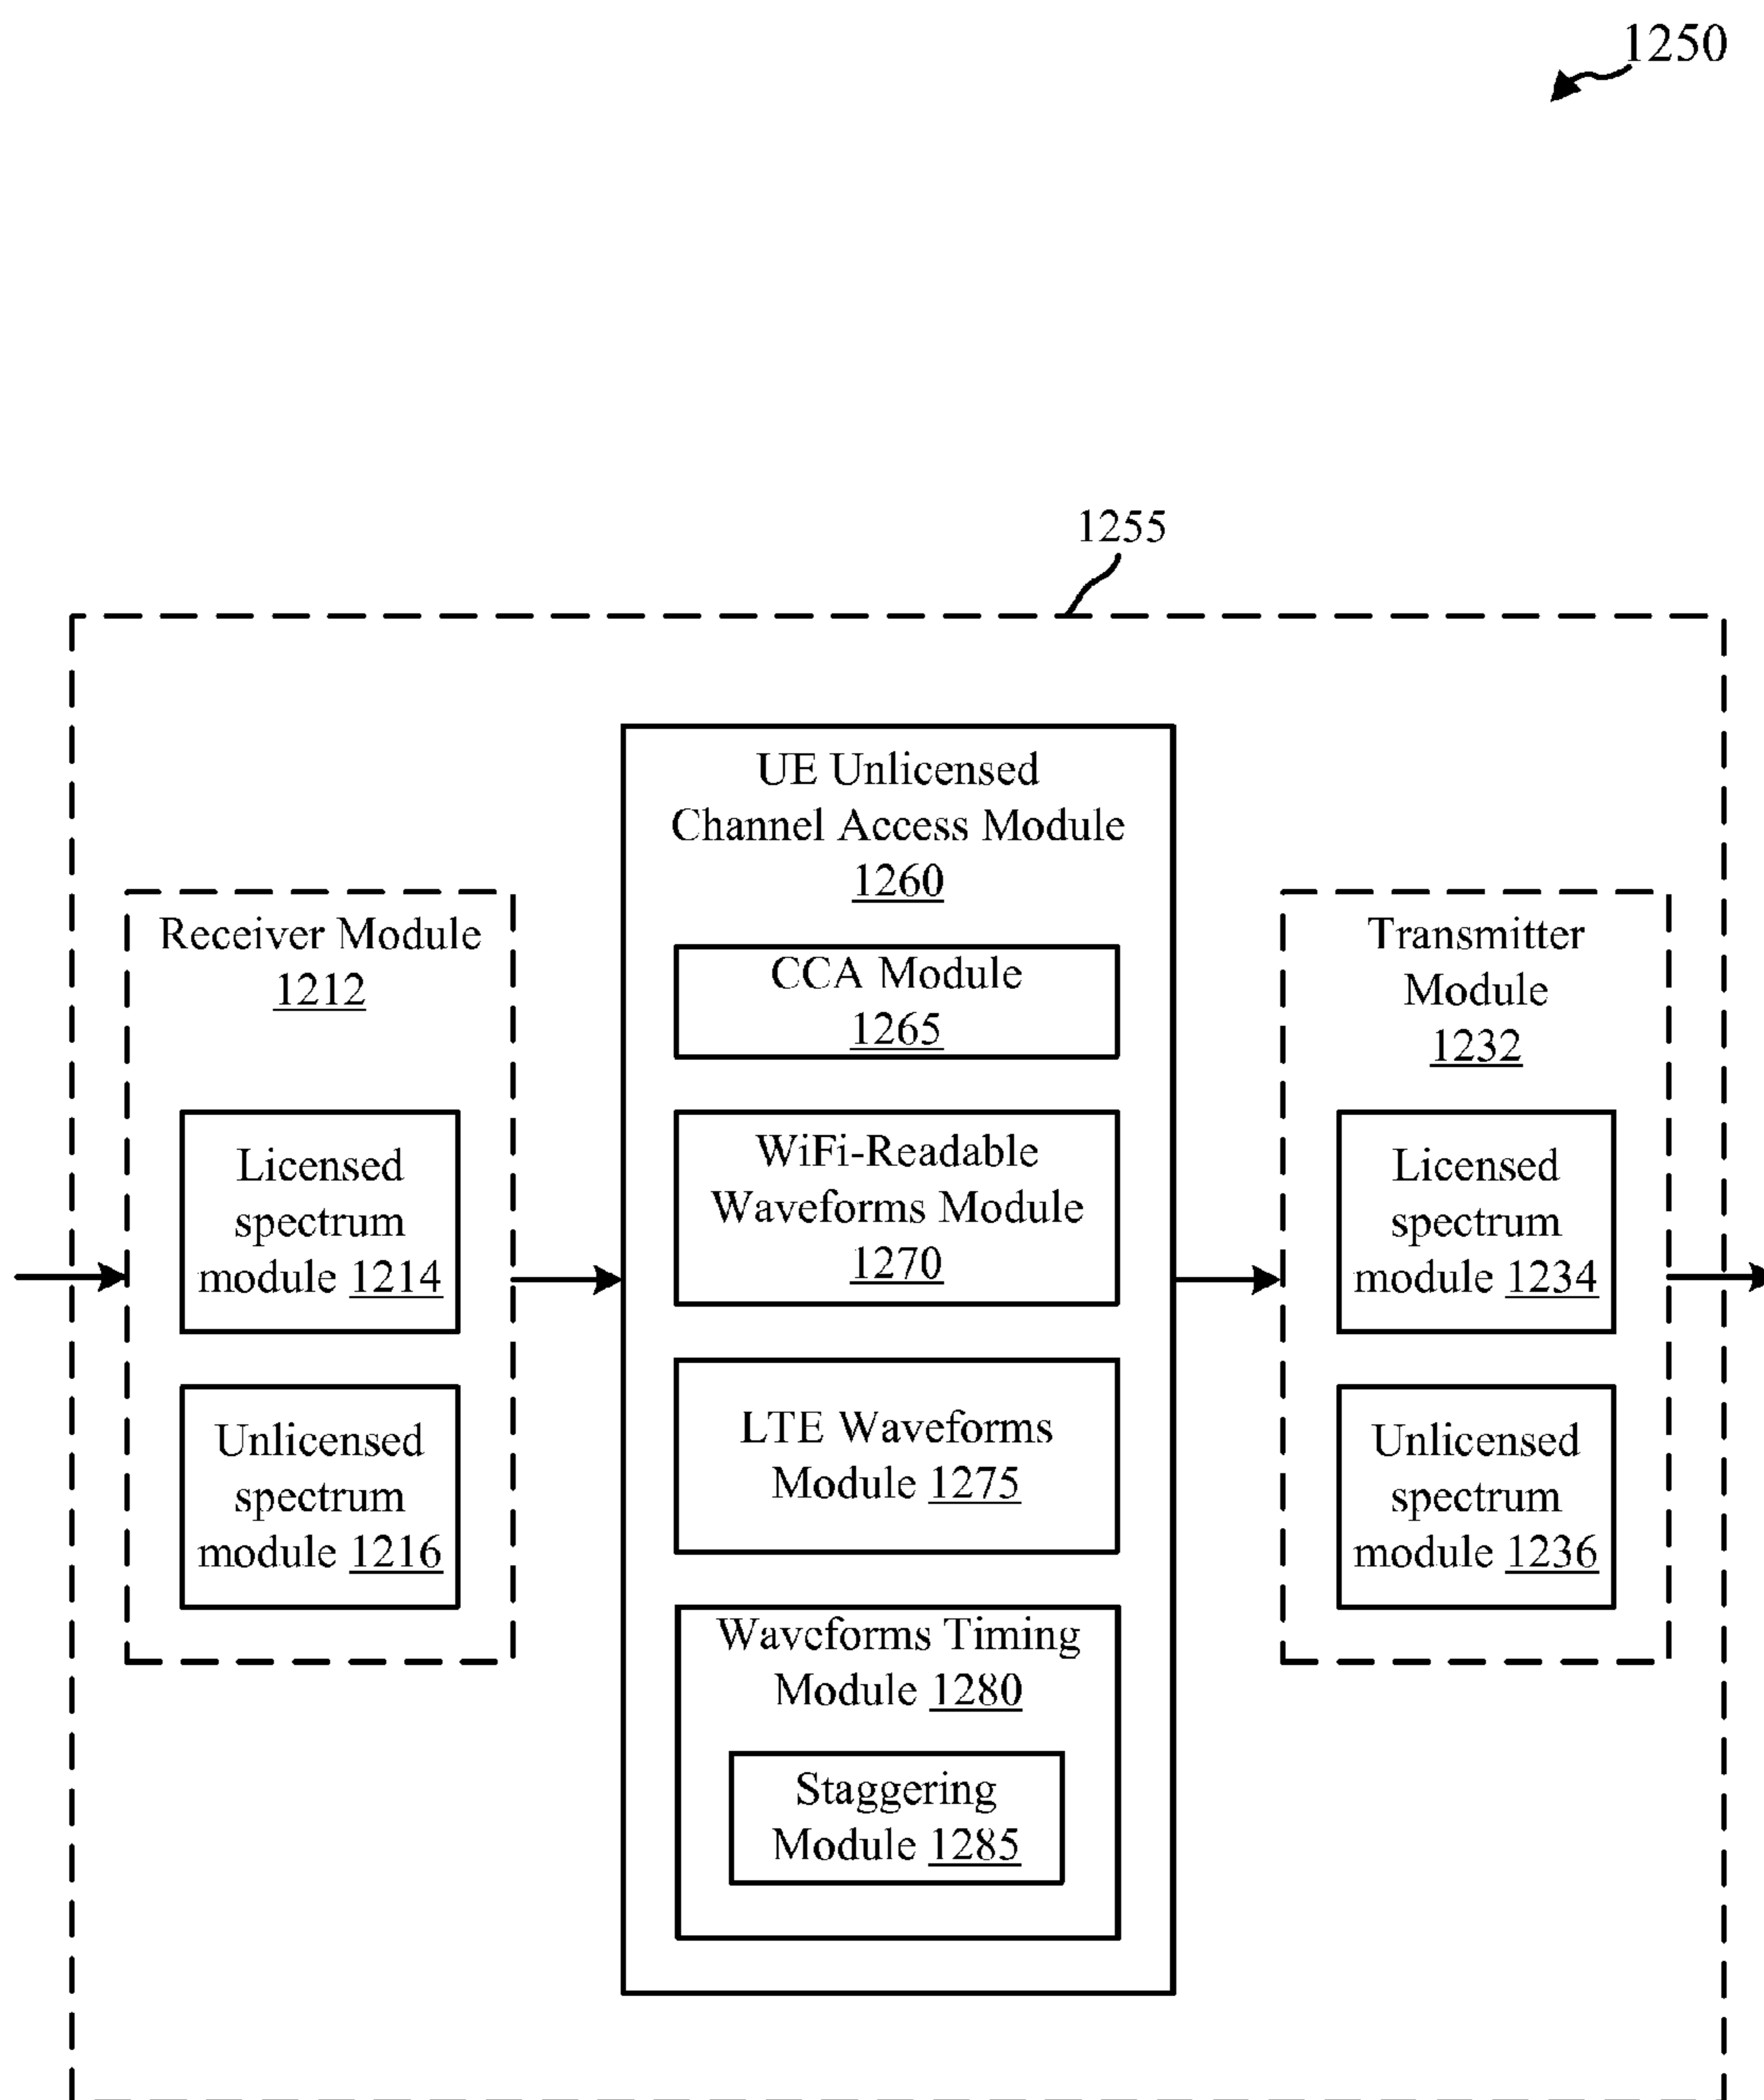 1250
1255
UE Unlicensed
Channel Access Module
1260
CCA Module
1265
WiFi-Readable
Waveforms Module
1270
LTE Waveforms
Module 1275
Waveforms Timing
Module 1280
Staggering
Module 1285
Receiver Module
1212
Licensed
spectrum
module 1214
Unlicensed
spectrum
module 1216
Transmitter
Module
1232
Licensed
spectrum
module 1234
Unlicensed
spectrum
module 1236